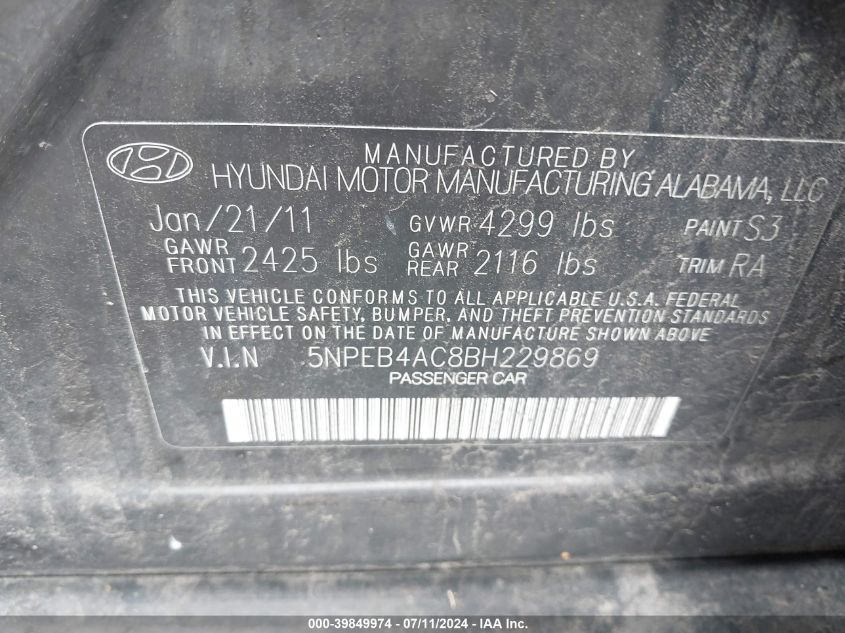 MANUFACTURED BY
HYUNDAI MOTOR MANUFACTURING ALABAMA, LLC
Jan/21/11 GVWR 4299 lbs PAINT S3
GAWR FRONT 2425 lbs GAWR REAR 2116 lbs TRIM RA
THIS VEHICLE CONFORMS TO ALL APPLICABLE U.S.A. FEDERAL
MOTOR VEHICLE SAFETY, BUMPER, AND THEFT PREVENTION STANDARDS
IN EFFECT ON THE DATE OF MANUFACTURE SHOWN ABOVE
V.I.N 5NPEB4AC8BH229869
PASSENGER CAR
000-39849974 - 07/11/2024 - IAA Inc.